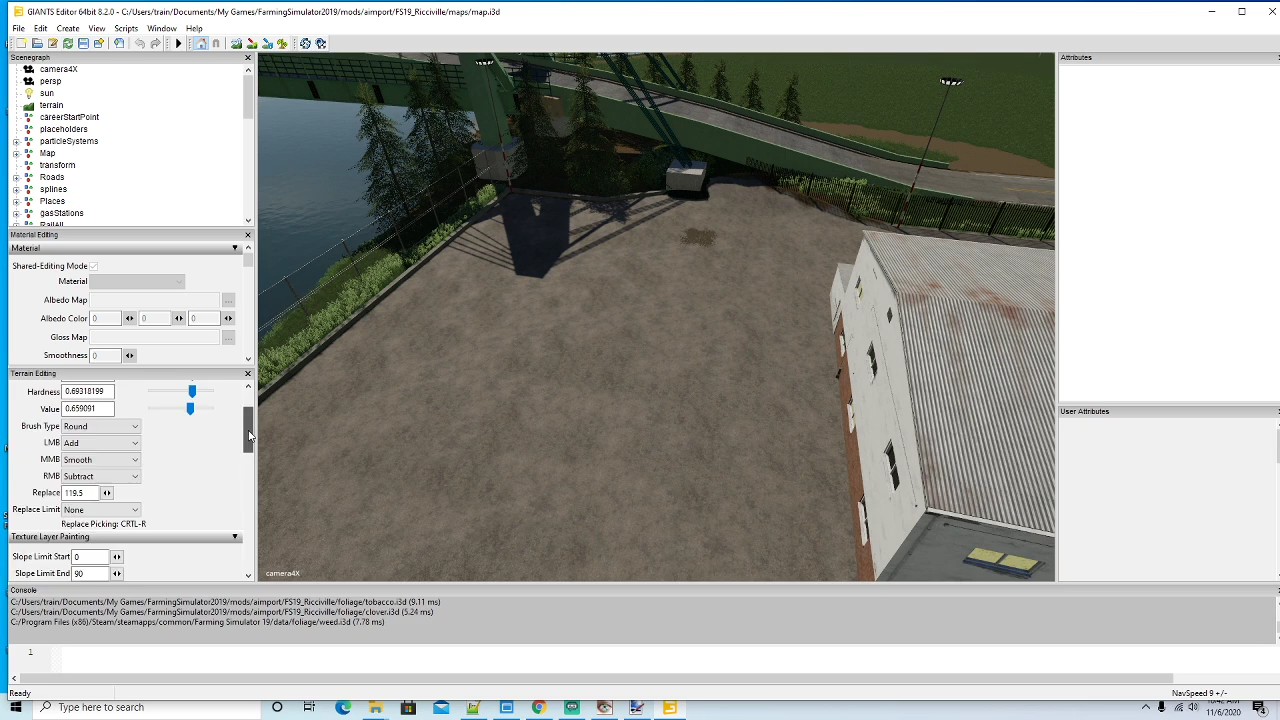 GIANTS Editor 64bit 8.2.0 - C:/Users/train/Documents/My Games/FarmingSimulator2019/mods/aimport/FS19_Ricciville/maps/map.i3d
File Edit Create View Scripts Window Help
Scenegraph
camera4X
persp
sun
terrain
careerStartPoint
placeholders
particleSystems
Map
transform
Roads
splines
Places
gasStations
RailAll
Material Editing
Material
Shared-Editing Mode
Material
Albedo Map ...
Albedo Color 0 0 0
Gloss Map ...
Smoothness 0
Terrain Editing
Hardness 0.69318199
Value 0.659091
Brush Type Round
LMB Add
MMB Smooth
RMB Subtract
Replace 119.5
Replace Limit None
Replace Picking: CRTL-R
Texture Layer Painting
Slope Limit Start 0
Slope Limit End 90
camera4X
Attributes
User Attributes
Console
C:/Users/train/Documents/My Games/FarmingSimulator2019/mods/aimport/FS19_Ricciville/foliage/tobacco.i3d (9.11 ms)
C:/Users/train/Documents/My Games/FarmingSimulator2019/mods/aimport/FS19_Ricciville/foliage/clover.i3d (5.24 ms)
C:/Program Files (x86)/Steam/steamapps/common/Farming Simulator 19/data/foliage/weed.i3d (7.78 ms)
1
Ready
NavSpeed 9 +/-
Type here to search
11/6/2020